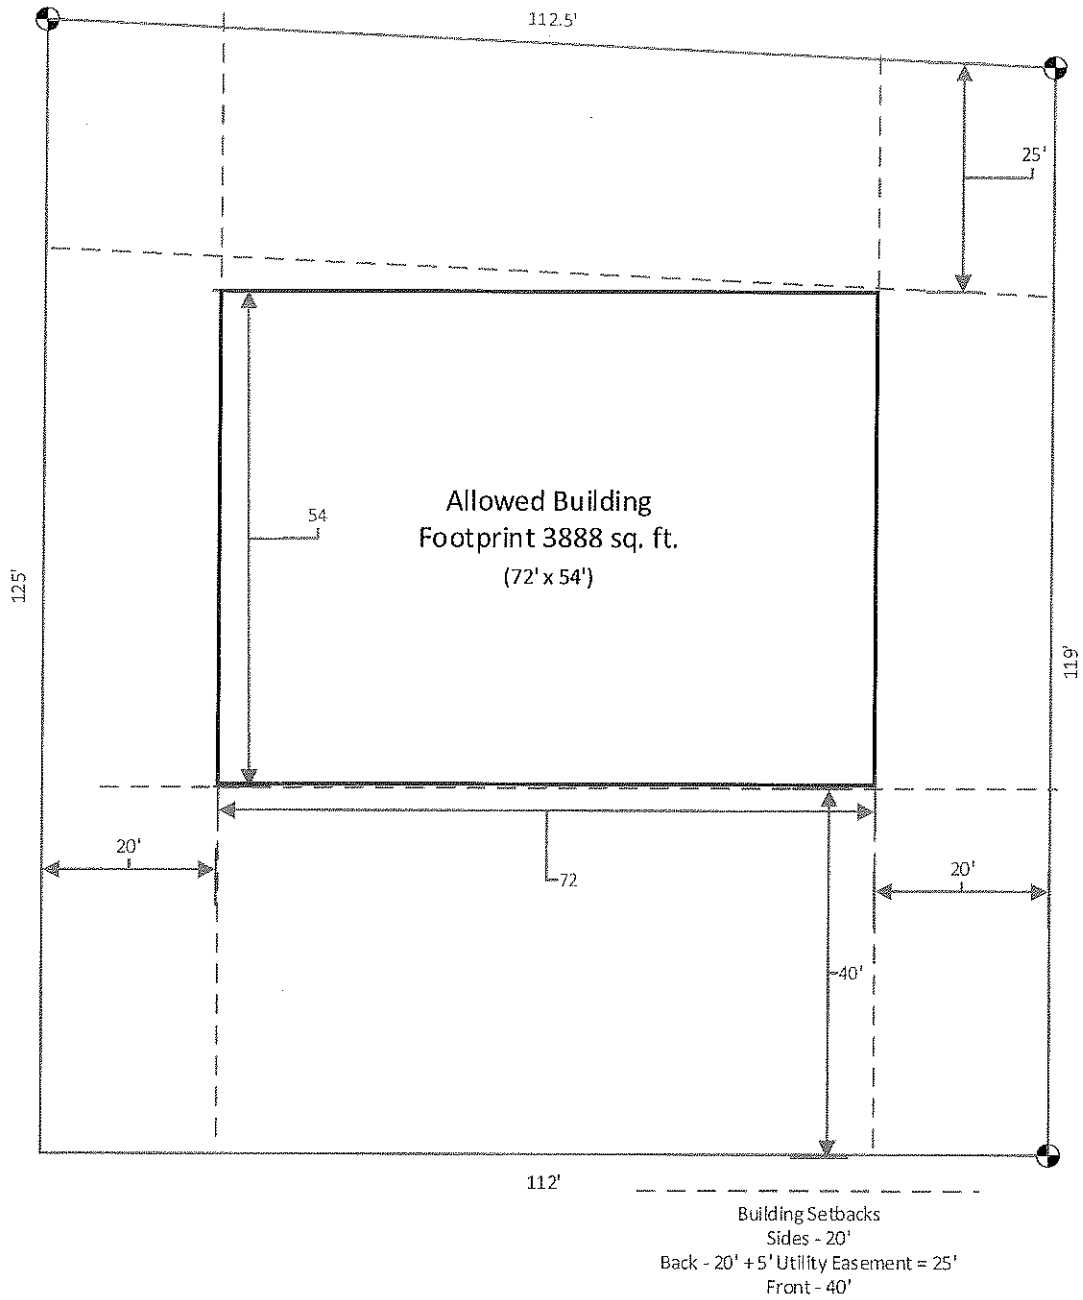 112.5'
25'
54
Allowed Building
Footprint 3888 sq. ft.
(72' x 54')
125'
119'
20'
72
20'
40'
112'
Building Setbacks
Sides - 20'
Back - 20' + 5' Utility Easement = 25'
Front - 40'